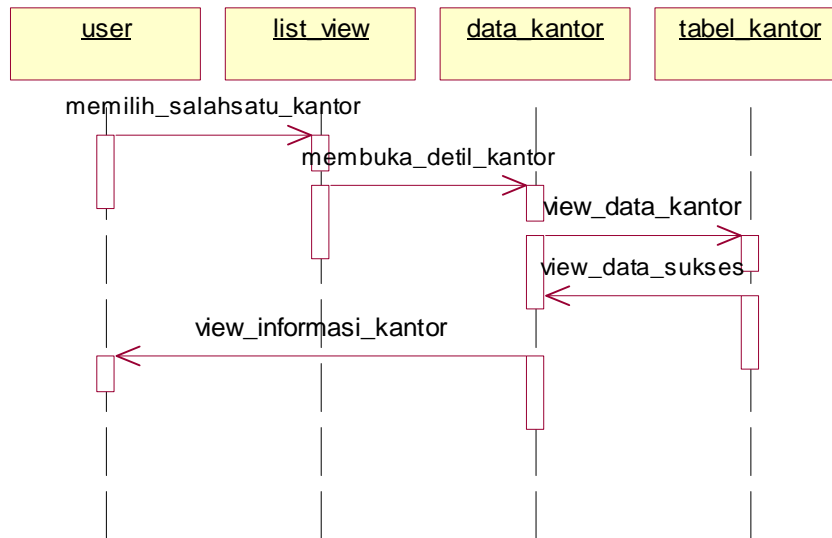 user
list_view
data_kantor
tabel_kantor
memilih_salahsatu_kantor
membuka_detil_kantor
view_data_kantor
view_data_sukses
view_informasi_kantor